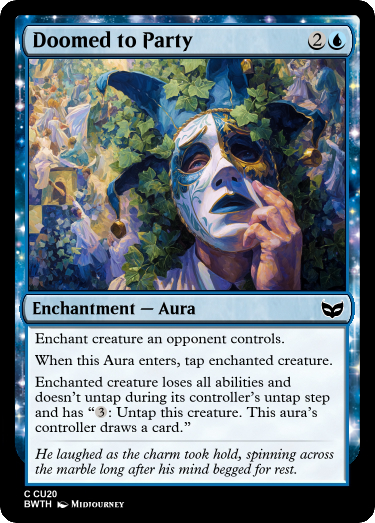 Doomed to Party 2
Enchantment — Aura
Enchant creature an opponent controls.
When this Aura enters, tap enchanted creature.
Enchanted creature loses all abilities and
doesn't untap during its controller's untap step
and has “3: Untap this creature. This aura's
controller draws a card.”
He laughed as the charm took hold, spinning across
the marble long after his mind begged for rest.
C CU20
BWTH Midjourney